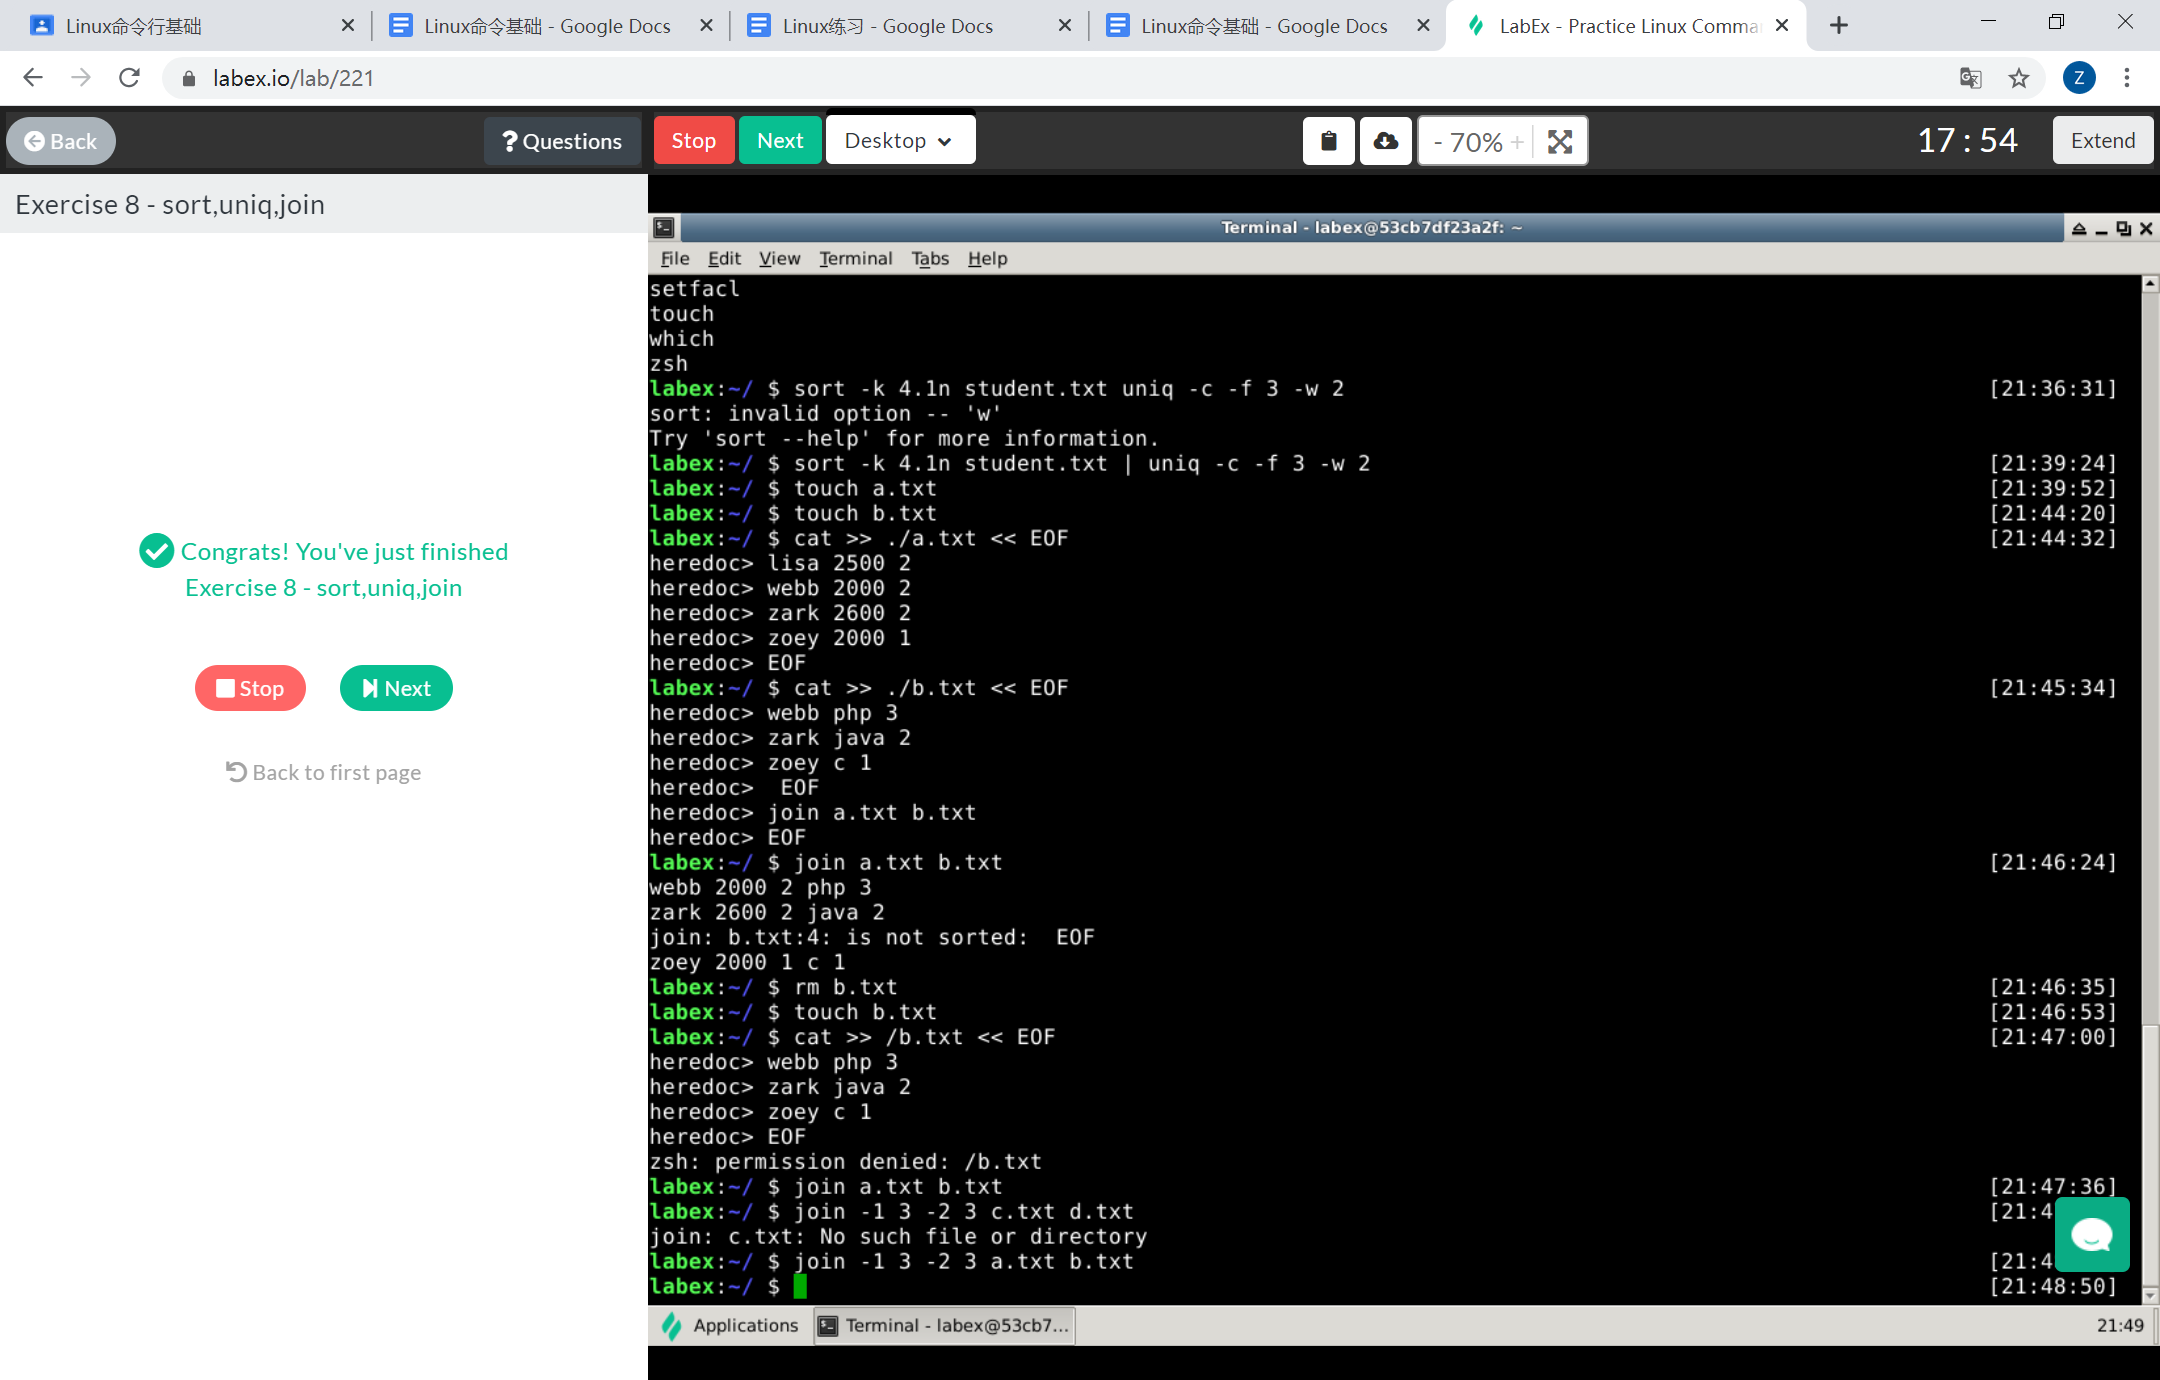 Linux命令行基础
Linux命令基础 - Google Docs
Linux练习 - Google Docs
Linux命令基础 - Google Docs
LabEx - Practice Linux Comma
labex.io/lab/221
Z
Back
? Questions
Stop
Next
Desktop
- 70% +
17 : 54
Extend
Exercise 8 - sort,uniq,join
Congrats! You've just finished
Exercise 8 - sort,uniq,join
Stop
Next
Back to first page
Terminal - labex@53cb7df23a2f: ~
File Edit View Terminal Tabs Help
setfacl
touch
which
zsh
labex:~/ $ sort -k 4.1n student.txt uniq -c -f 3 -w 2 [21:36:31]
sort: invalid option -- 'w'
Try 'sort --help' for more information.
labex:~/ $ sort -k 4.1n student.txt | uniq -c -f 3 -w 2 [21:39:24]
labex:~/ $ touch a.txt [21:39:52]
labex:~/ $ touch b.txt [21:44:20]
labex:~/ $ cat >> ./a.txt << EOF [21:44:32]
heredoc> lisa 2500 2
heredoc> webb 2000 2
heredoc> zark 2600 2
heredoc> zoey 2000 1
heredoc> EOF
labex:~/ $ cat >> ./b.txt << EOF [21:45:34]
heredoc> webb php 3
heredoc> zark java 2
heredoc> zoey c 1
heredoc>  EOF
heredoc> join a.txt b.txt
heredoc> EOF
labex:~/ $ join a.txt b.txt [21:46:24]
webb 2000 2 php 3
zark 2600 2 java 2
join: b.txt:4: is not sorted:  EOF
zoey 2000 1 c 1
labex:~/ $ rm b.txt [21:46:35]
labex:~/ $ touch b.txt [21:46:53]
labex:~/ $ cat >> /b.txt << EOF [21:47:00]
heredoc> webb php 3
heredoc> zark java 2
heredoc> zoey c 1
heredoc> EOF
zsh: permission denied: /b.txt
labex:~/ $ join a.txt b.txt [21:47:36]
labex:~/ $ join -1 3 -2 3 c.txt d.txt [21:4
join: c.txt: No such file or directory
labex:~/ $ join -1 3 -2 3 a.txt b.txt [21:4
labex:~/ $ [21:48:50]
Applications
Terminal - labex@53cb7...
21:49